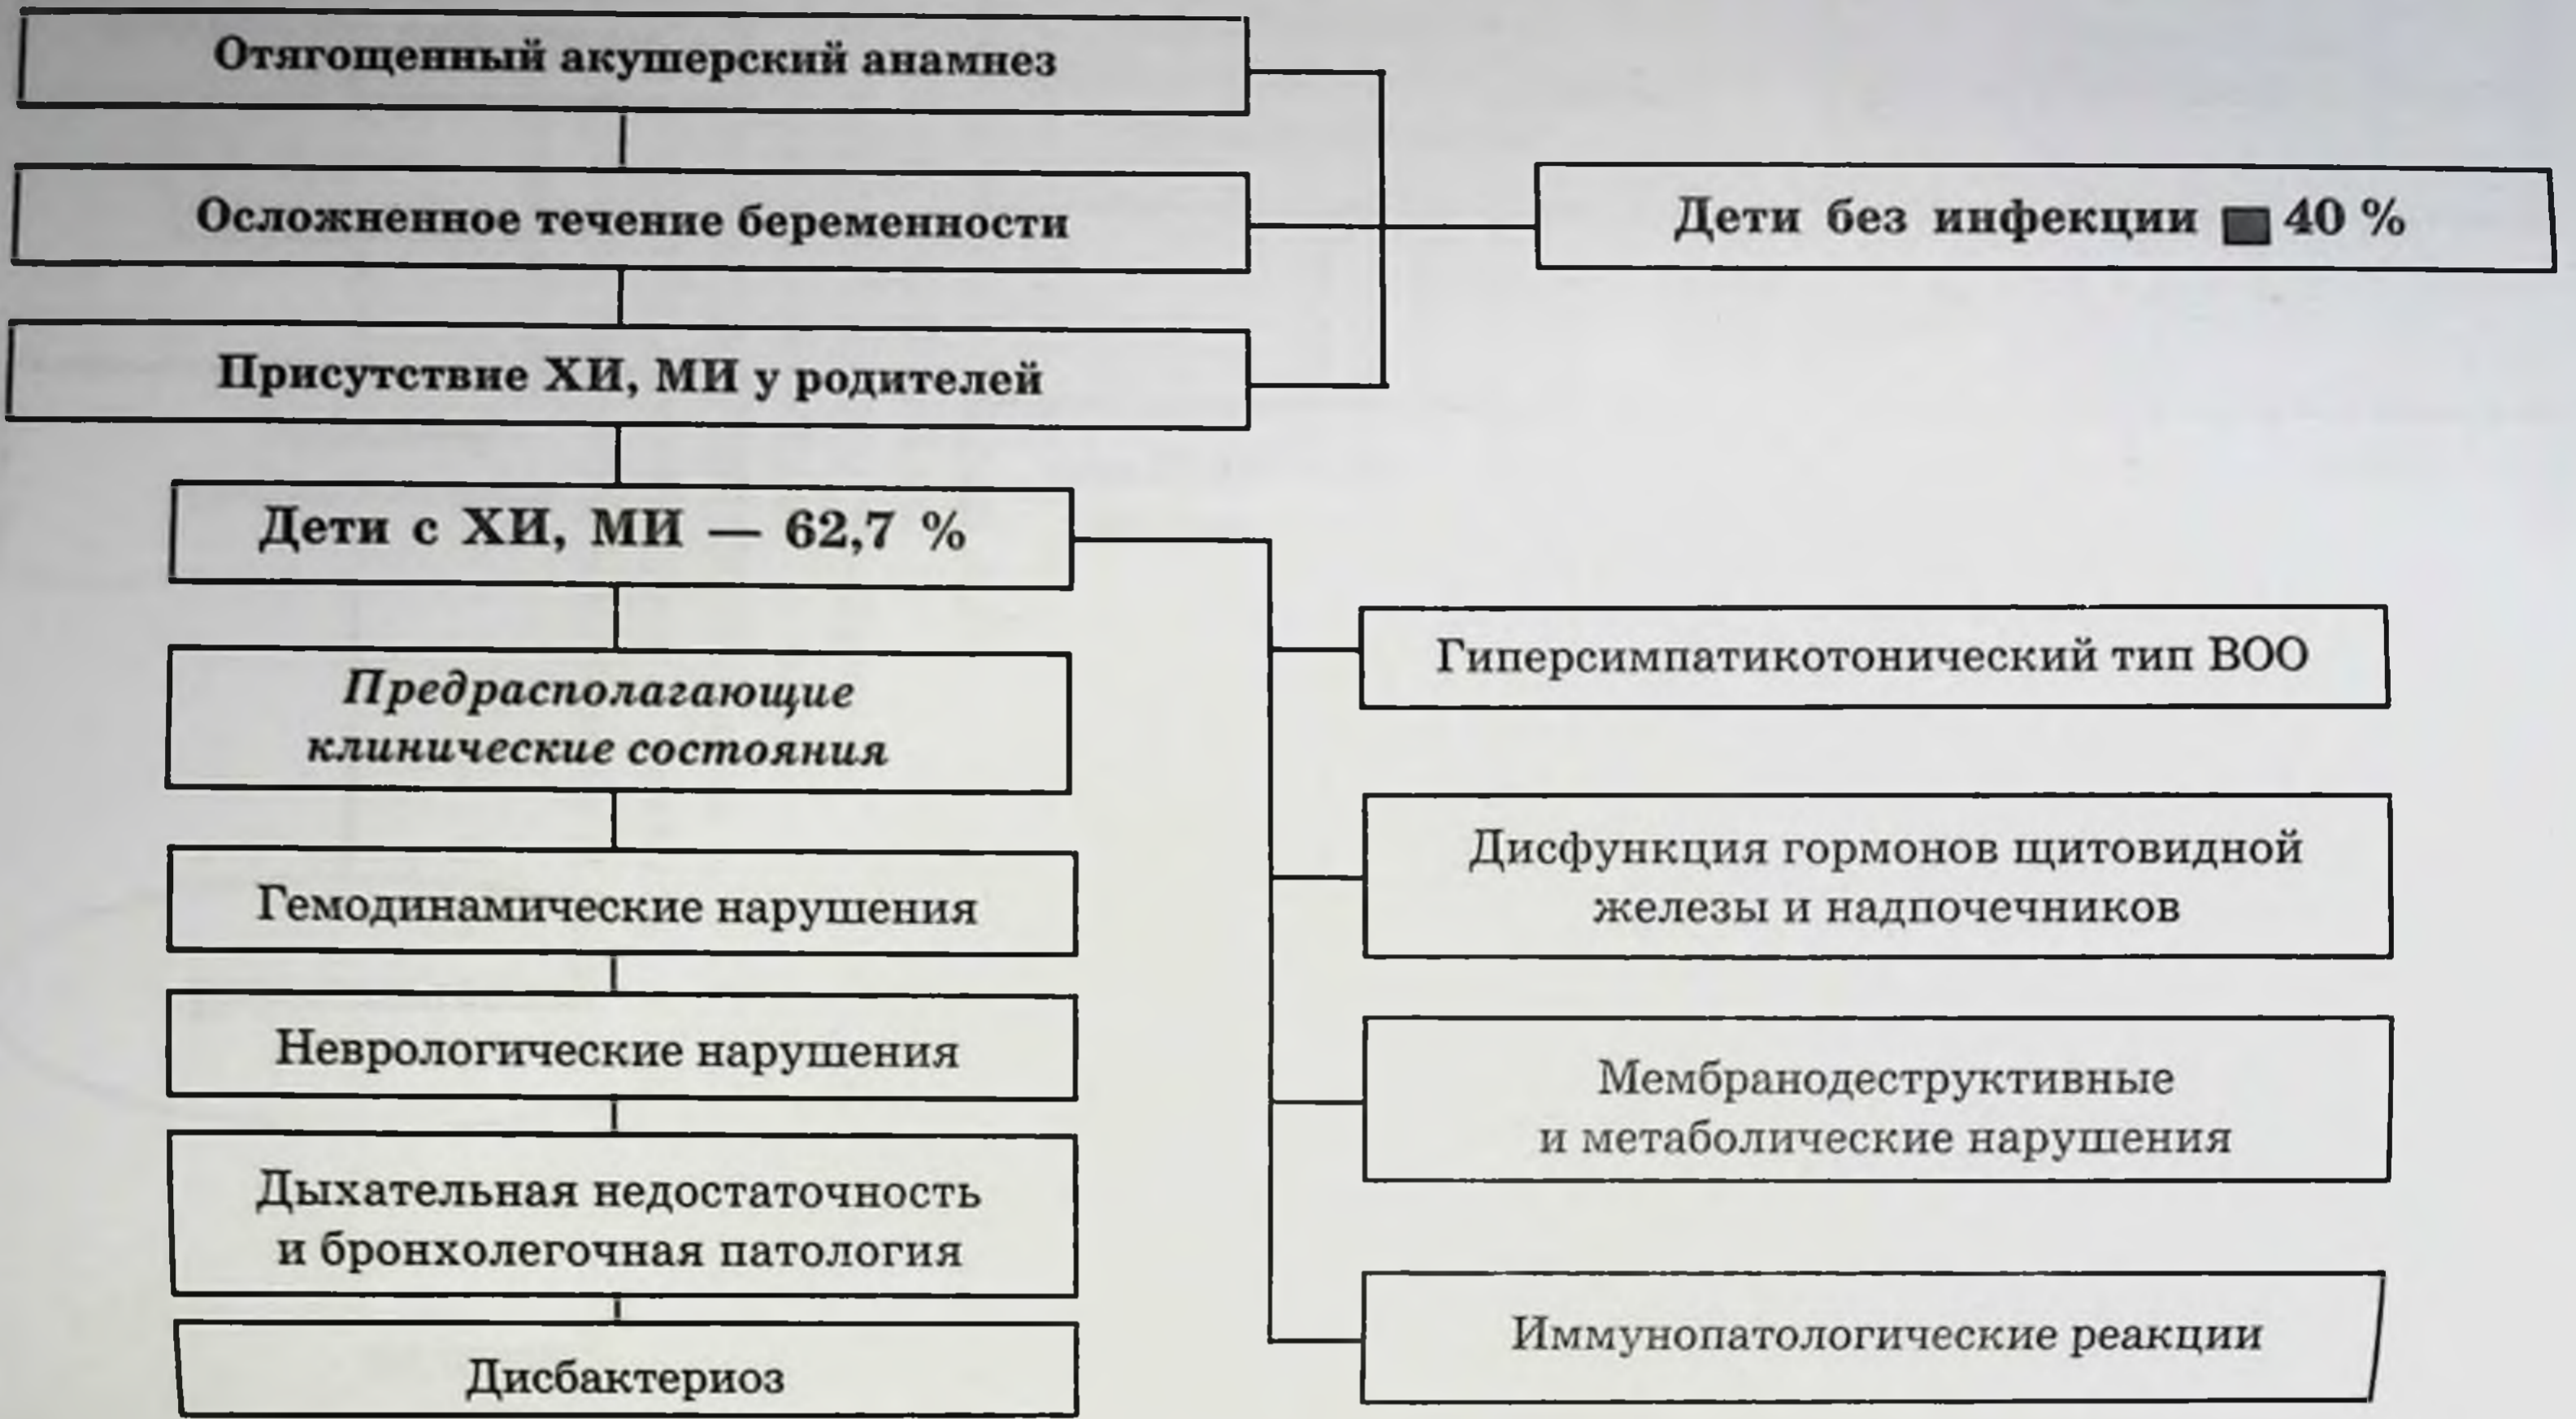 Отягощенный акушерский анамнез
Осложненное течение беременности
Дети без инфекции 40 %
Присутствие ХИ, МИ у родителей
Дети с ХИ, МИ — 62,7 %
Предрасполагающие
клинические состояния
Гемодинамические нарушения
Неврологические нарушения
Дыхательная недостаточность
и бронхолегочная патология
Дисбактериоз
Гиперсимпатикотонический тип ВОО
Дисфункция гормонов щитовидной
железы и надпочечников
Мембранодеструктивные
и метаболические нарушения
Иммунопатологические реакции